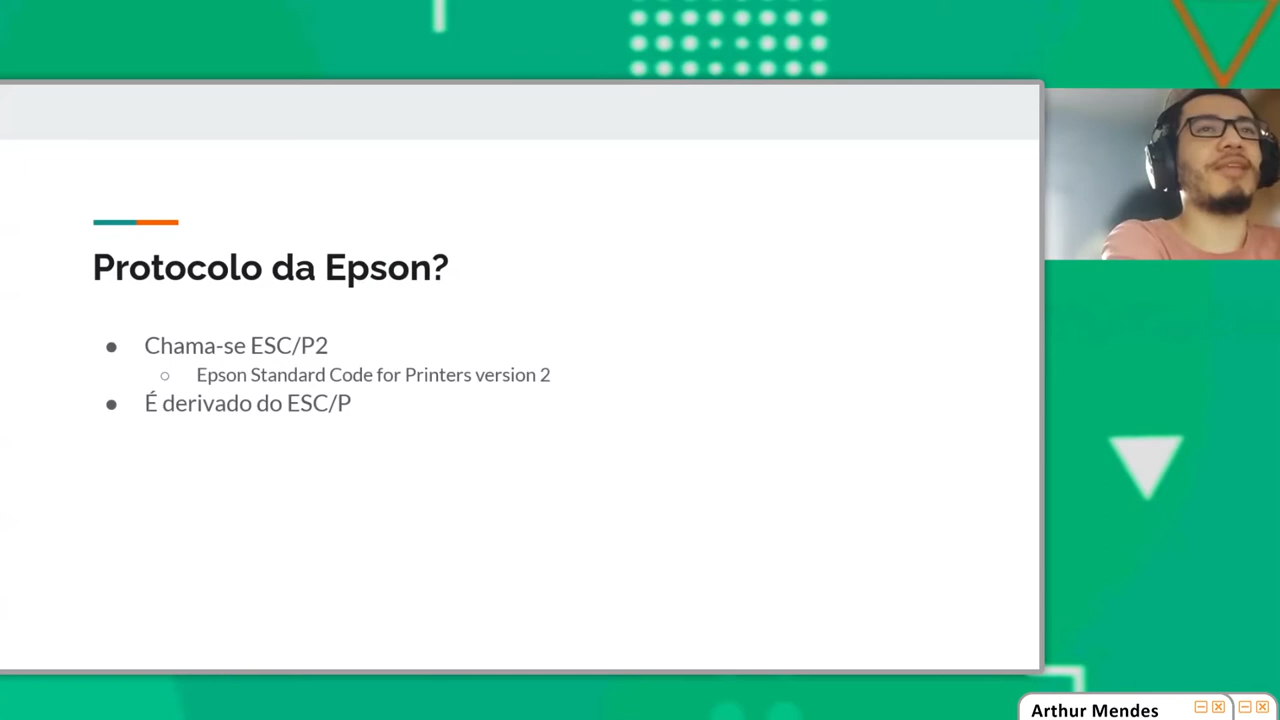 Protocolo da Epson?
● Chama-se ESC/P2
○ Epson Standard Code for Printers version 2
● É derivado do ESC/P
Arthur Mendes